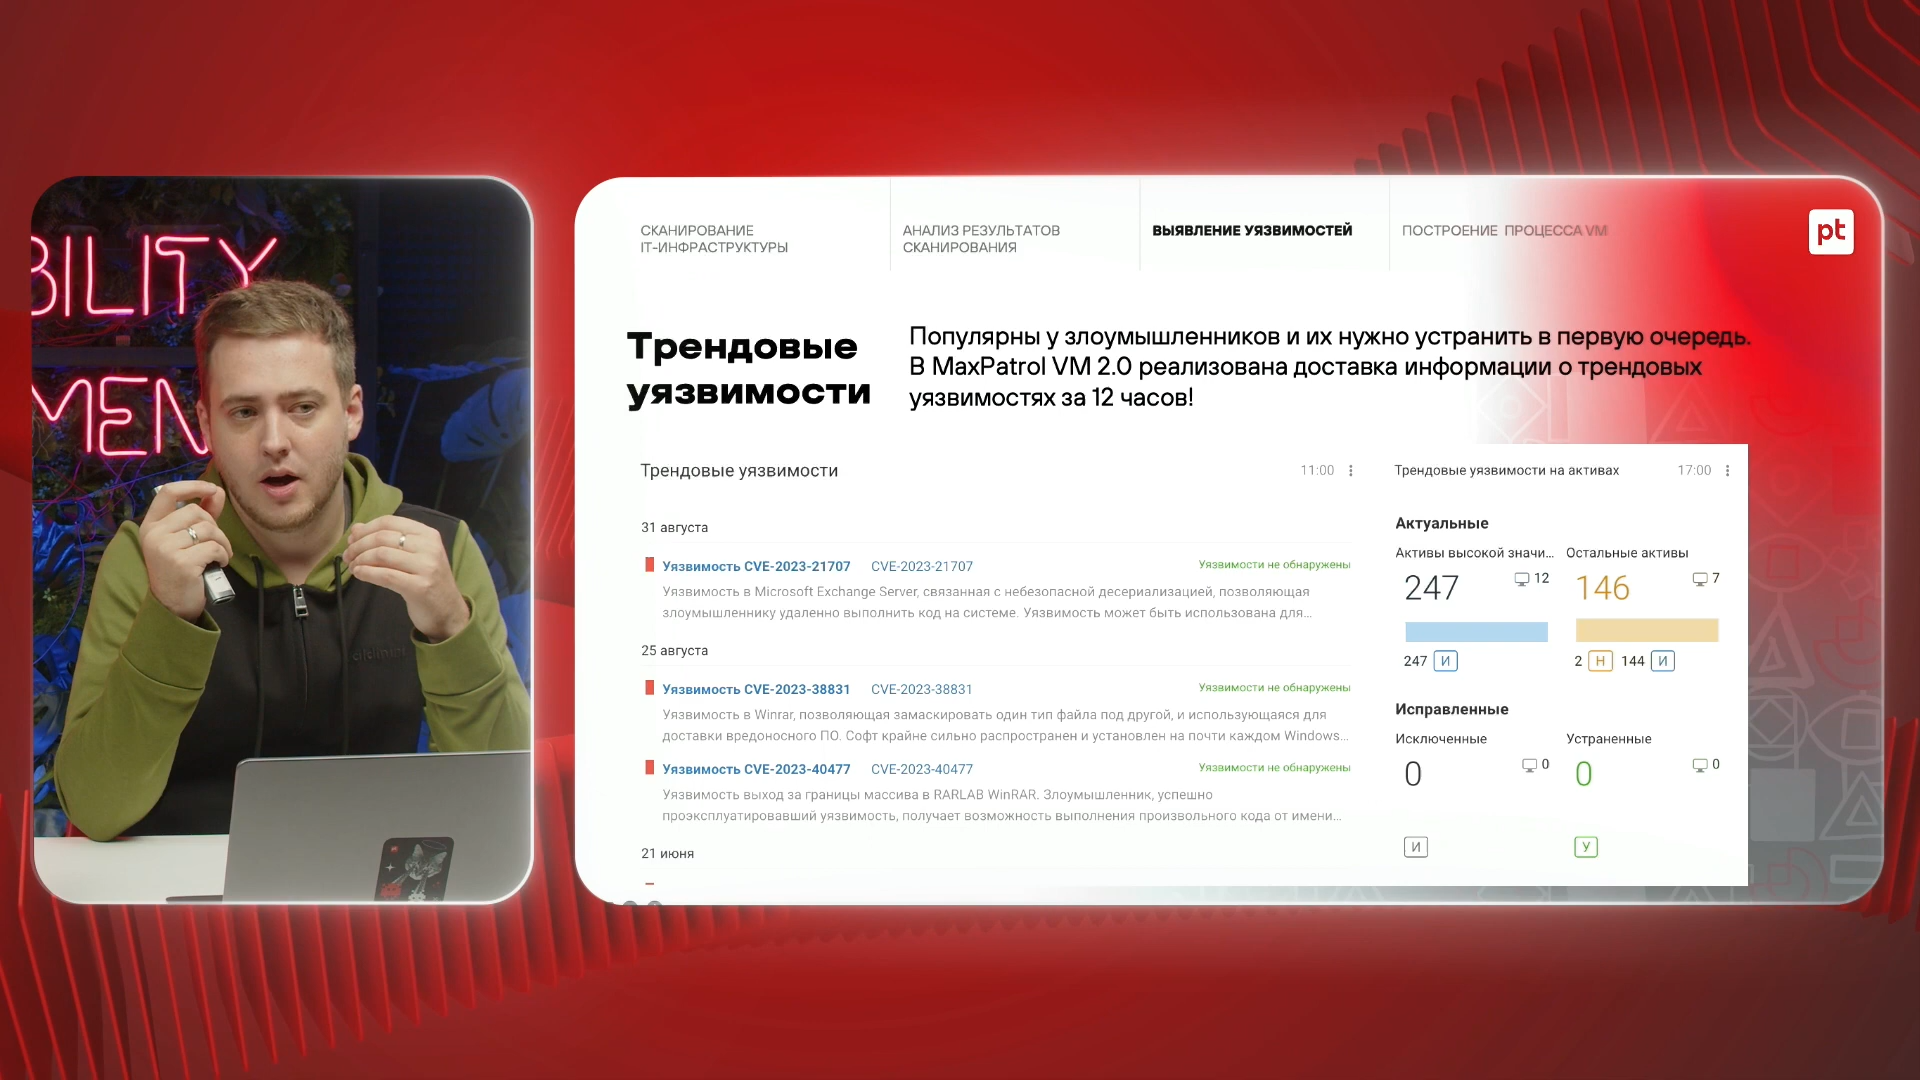 BILITY
MEN
СКАНИРОВАНИЕ
IT-ИНФРАСТРУКТУРЫ
АНАЛИЗ РЕЗУЛЬТАТОВ
СКАНИРОВАНИЯ
ВЫЯВЛЕНИЕ УЯЗВИМОСТЕЙ
ПОСТРОЕНИЕ ПРОЦЕССА VM
pt
Трендовые
уязвимости
Популярны у злоумышленников и их нужно устранить в первую очередь.
В MaxPatrol VM 2.0 реализована доставка информации о трендовых
уязвимостях за 12 часов!
Трендовые уязвимости 11:00
31 августа
Уязвимость CVE-2023-21707 CVE-2023-21707 Уязвимости не обнаружены
Уязвимость в Microsoft Exchange Server, связанная с небезопасной десериализацией, позволяющая
злоумышленнику удаленно выполнить код на системе. Уязвимость может быть использована для...
25 августа
Уязвимость CVE-2023-38831 CVE-2023-38831 Уязвимости не обнаружены
Уязвимость в Winrar, позволяющая замаскировать один тип файла под другой, и использующаяся для
доставки вредоносного ПО. Софт крайне сильно распространен и установлен на почти каждом Windows...
Уязвимость CVE-2023-40477 CVE-2023-40477 Уязвимости не обнаружены
Уязвимость выход за границы массива в RARLAB WinRAR. Злоумышленник, успешно
проэксплуатировавший уязвимость, получает возможность выполнения произвольного кода от имени...
21 июня
Трендовые уязвимости на активах 17:00
Актуальные
Активы высокой значи... Остальные активы
247 12 146 7
247 И 2 Н 144 И
Исправленные
Исключенные Устраненные
0 0 0 0
И У